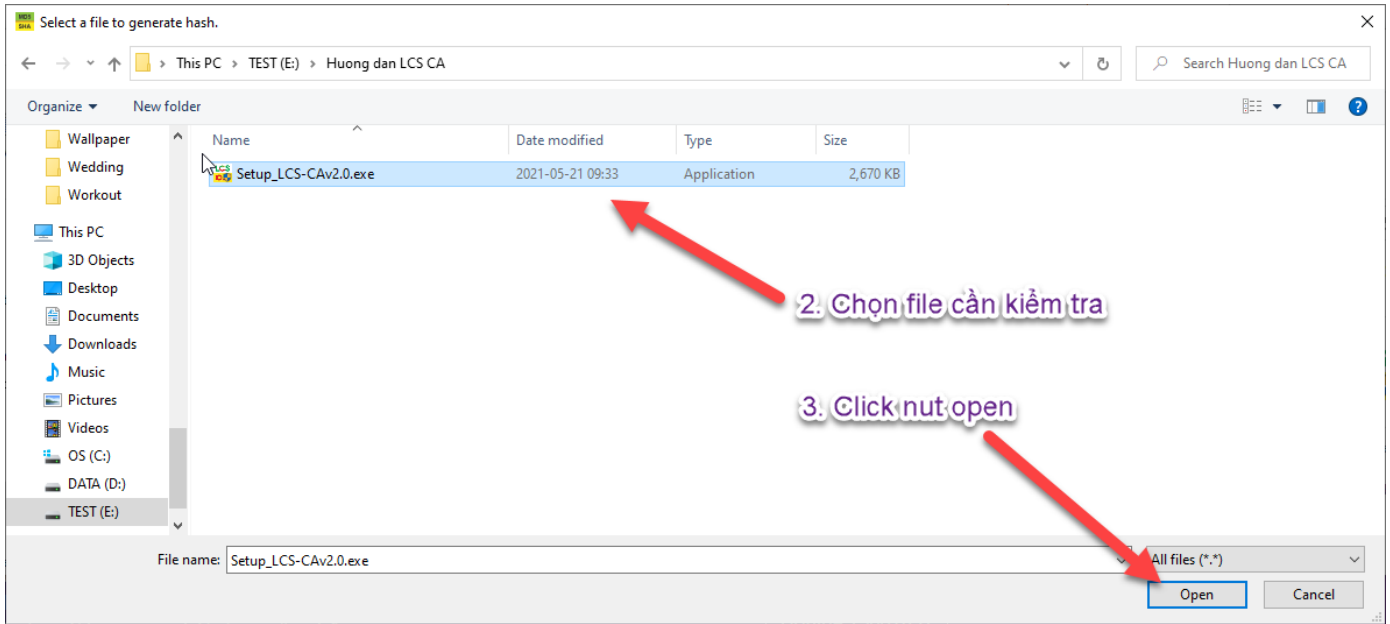 MD5
SHA
Select a file to generate hash.
This PC > TEST (E:) > Huong dan LCS CA
Search Huong dan LCS CA
Organize
New folder
Name
Date modified
Type
Size
Wallpaper
Wedding
Workout
This PC
3D Objects
Desktop
Documents
Downloads
Music
Pictures
Videos
OS (C:)
DATA (D:)
TEST (E:)
LCS
Setup_LCS-CAv2.0.exe
2021-05-21 09:33
Application
2,670 KB
2. Chọn file cần kiểm tra
3. Click nut open
File name:
Setup_LCS-CAv2.0.exe
All files (*.*)
Open
Cancel